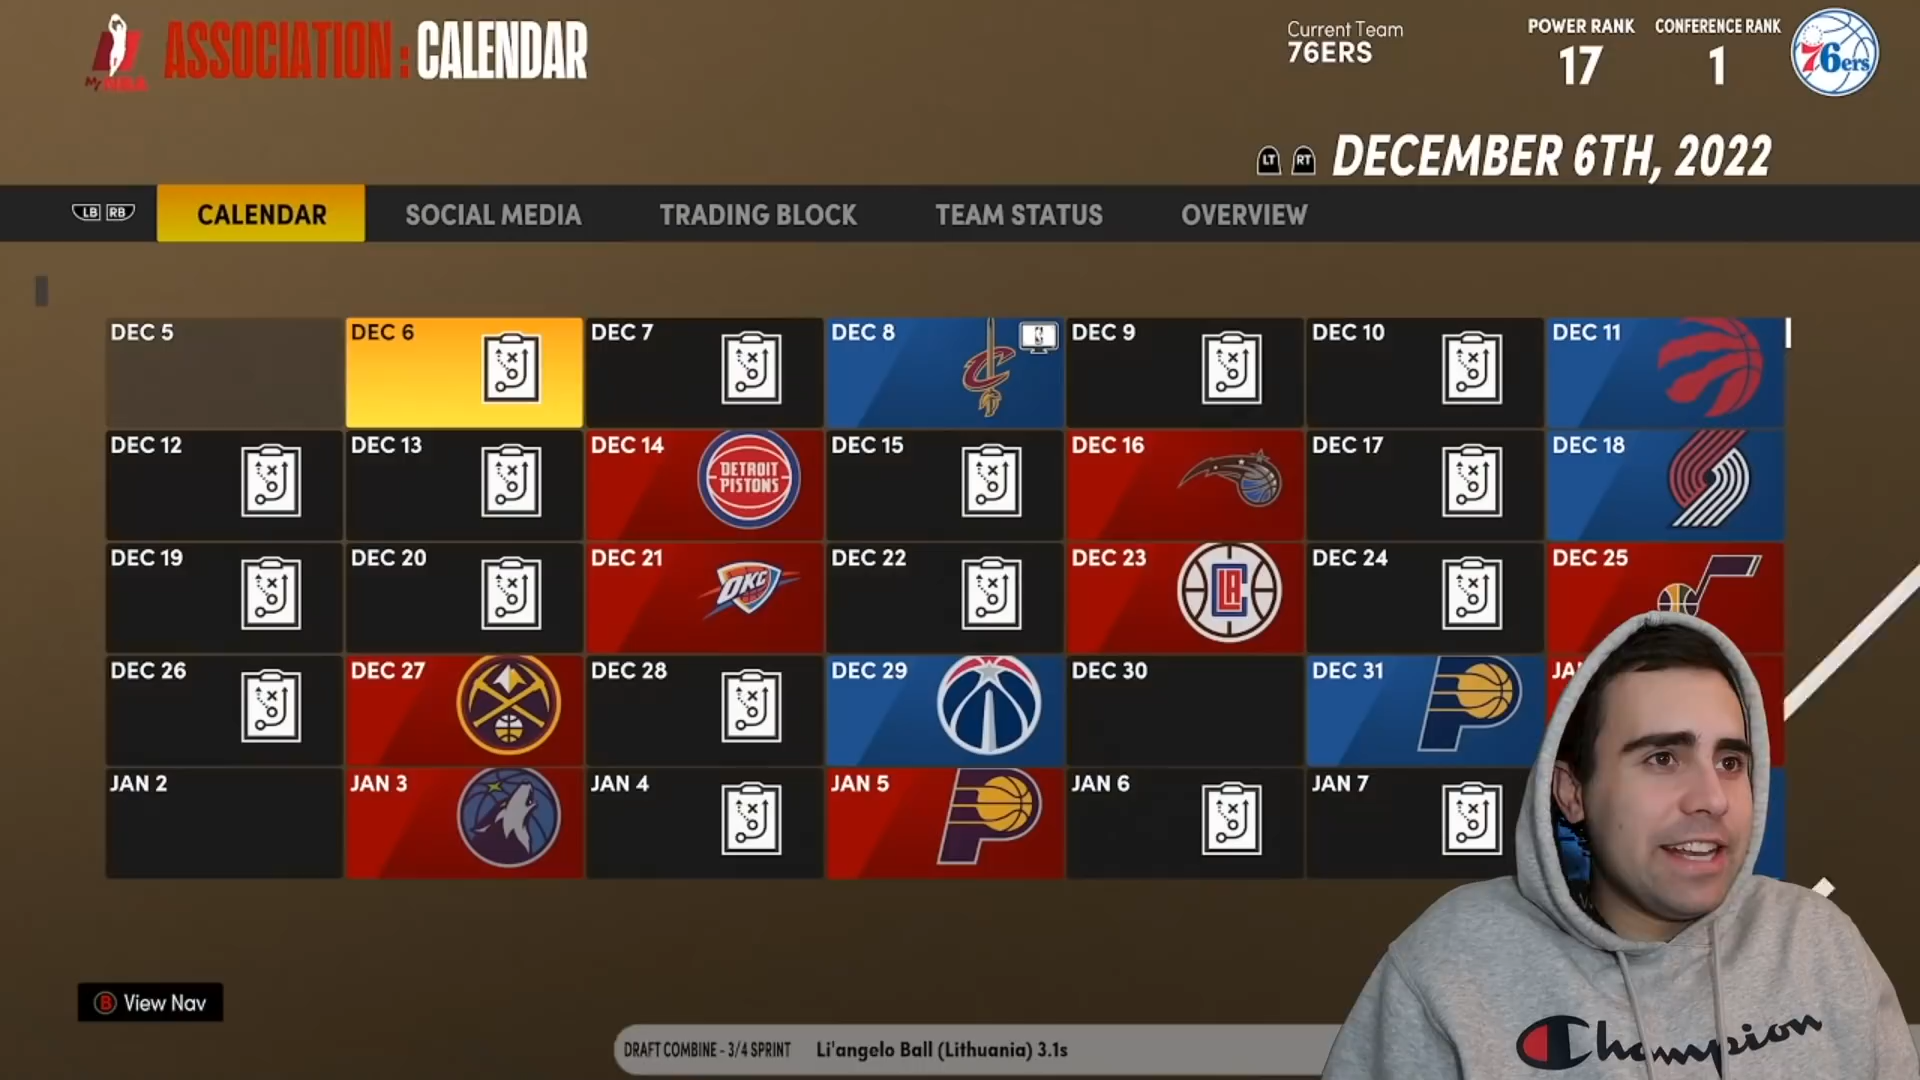 My NBA
ASSOCIATION : CALENDAR
Current Team
76ERS
POWER RANK
17
CONFERENCE RANK
1
76ers
LT RT DECEMBER 6TH, 2022
LB RB CALENDAR SOCIAL MEDIA TRADING BLOCK TEAM STATUS OVERVIEW
DEC 5 DEC 6 DEC 7 DEC 8 C DEC 9 DEC 10 DEC 11
DEC 12 DEC 13 DEC 14 DETROIT PISTONS DEC 15 DEC 16 DEC 17 DEC 18
DEC 19 DEC 20 DEC 21 OKC DEC 22 DEC 23 LAC DEC 24 DEC 25
DEC 26 DEC 27 DEC 28 DEC 29 DEC 30 DEC 31 P JA
JAN 2 JAN 3 JAN 4 JAN 5 P JAN 6 JAN 7
B View Nav
DRAFT COMBINE - 3/4 SPRINT Li'angelo Ball (Lithuania) 3.1s
Champion